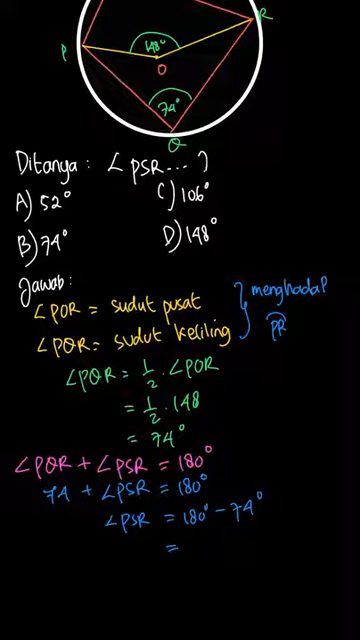 R
P
148°
O
74°
Q
Ditanya : ∠PSR... ?
A) 52° C) 106°
B) 74° D) 148°
Jawab:
∠POR = sudut pusat
∠PQR = sudut keliling
menghadap
PR
∠PQR = 1/2 . ∠POR
= 1/2 . 148
= 74°
∠PQR + ∠PSR = 180°
74 + ∠PSR = 180°
∠PSR = 180° - 74°
=